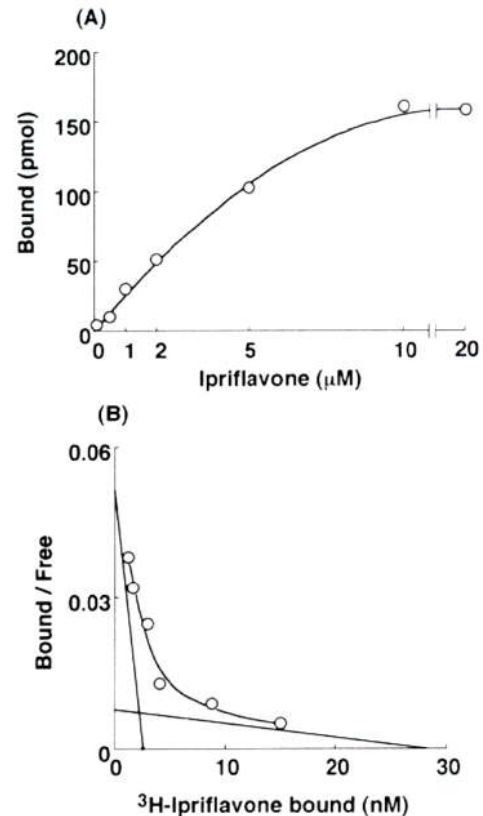 (A)
200
150
100
50
0
Bound (pmol)
0 1 2 5 10 20
Ipriflavone (µM)
(B)
0.06
0.03
0
Bound / Free
0 10 20 30
³H-Ipriflavone bound (nM)